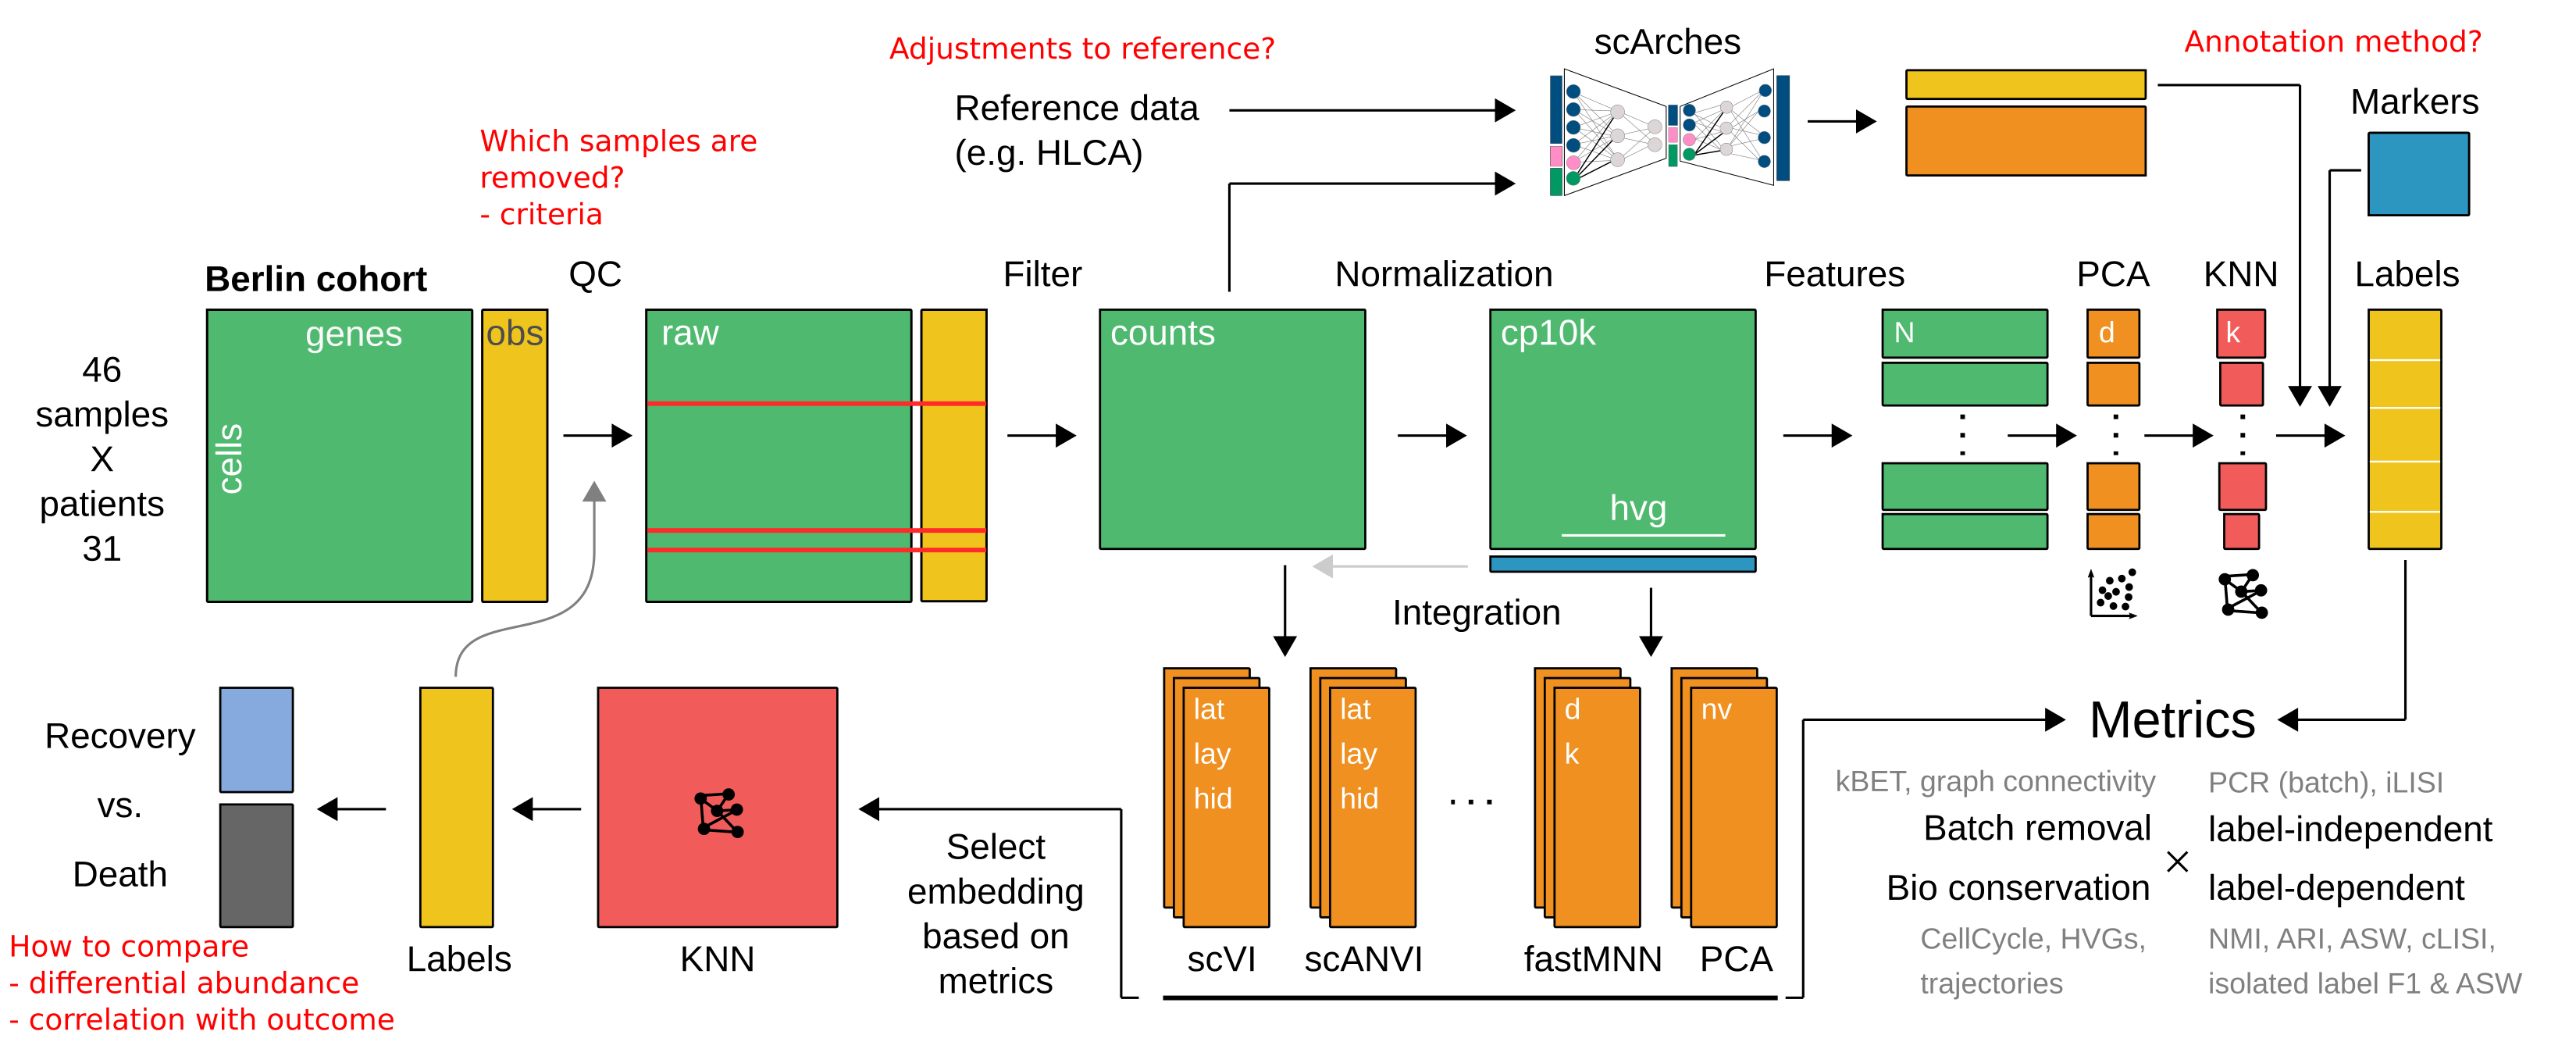 Adjustments to reference?
scArches
Annotation method?
Reference data
(e.g. HLCA)
Markers
Which samples are
removed?
- criteria
Berlin cohort
QC
Filter
Normalization
Features
PCA
KNN
Labels
genes
obs
raw
counts
cp10k
N
d
k
46
samples
X
patients
31
cells
hvg
Integration
Recovery
vs.
Death
How to compare
- differential abundance
- correlation with outcome
Labels
KNN
Select
embedding
based on
metrics
lat
lay
hid
lat
lay
hid
...
d
k
nv
scVI
scANVI
fastMNN
PCA
Metrics
kBET, graph connectivity
PCR (batch), iLISI
Batch removal
label-independent
×
Bio conservation
label-dependent
CellCycle, HVGs,
trajectories
NMI, ARI, ASW, cLISI,
isolated label F1 & ASW